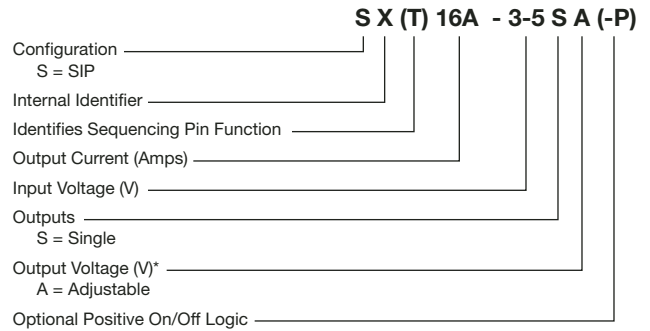 S X (T) 16A - 3-5 S A (-P)
Configuration
S = SIP
Internal Identifier
Identifies Sequencing Pin Function
Output Current (Amps)
Input Voltage (V)
Outputs
S = Single
Output Voltage (V)*
A = Adjustable
Optional Positive On/Off Logic